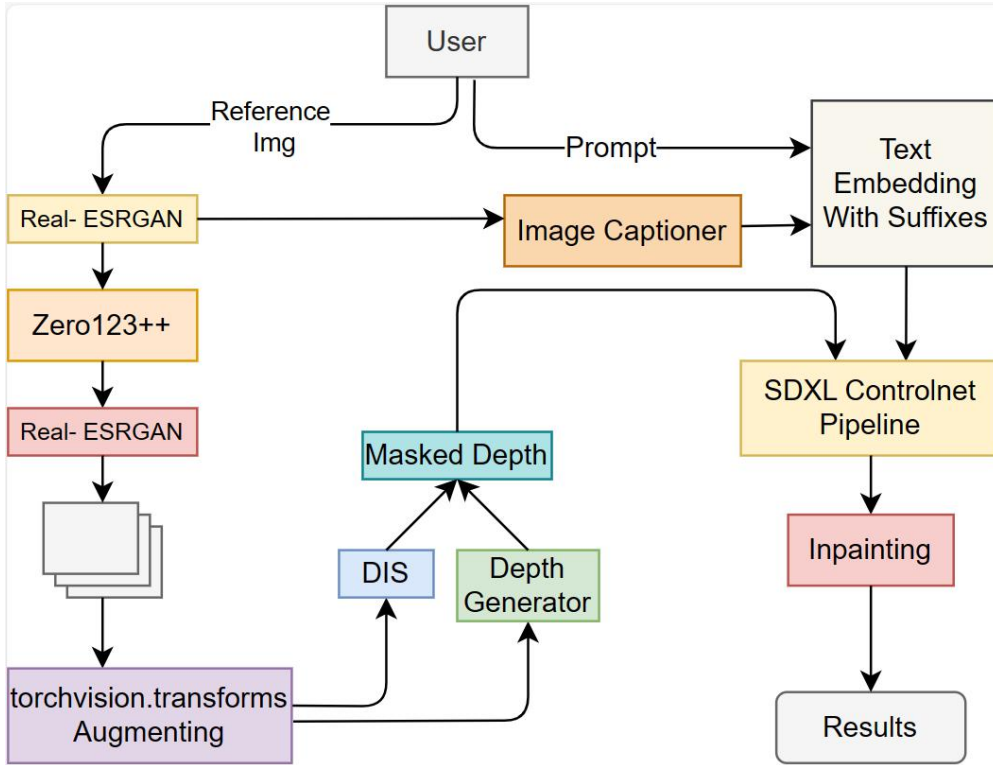 User
Reference
Img
Prompt
Text
Embedding
With Suffixes
Real- ESRGAN
Image Captioner
Zero123++
SDXL Controlnet
Pipeline
Real- ESRGAN
Masked Depth
Inpainting
DIS
Depth
Generator
torchvision.transforms
Augmenting
Results